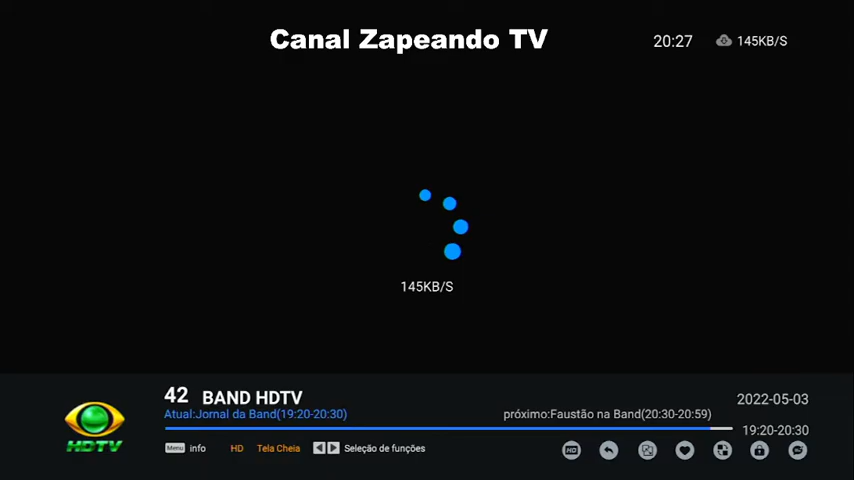 Canal Zapeando TV
20:27
145KB/S
145KB/S
42 BAND HDTV
2022-05-03
Atual:Jornal da Band(19:20-20:30)
próximo:Faustão na Band(20:30-20:59)
19:20-20:30
HDTV
Menu info HD Tela Cheia Seleção de funções
HD